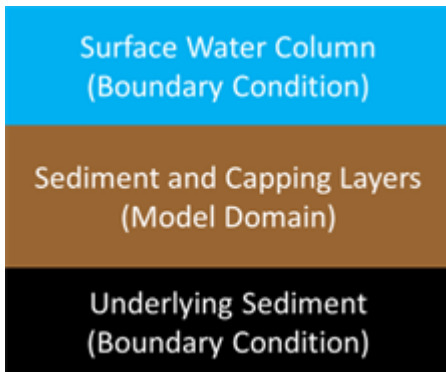 Surface Water Column
(Boundary Condition)
Sediment and Capping Layers
(Model Domain)
Underlying Sediment
(Boundary Condition)